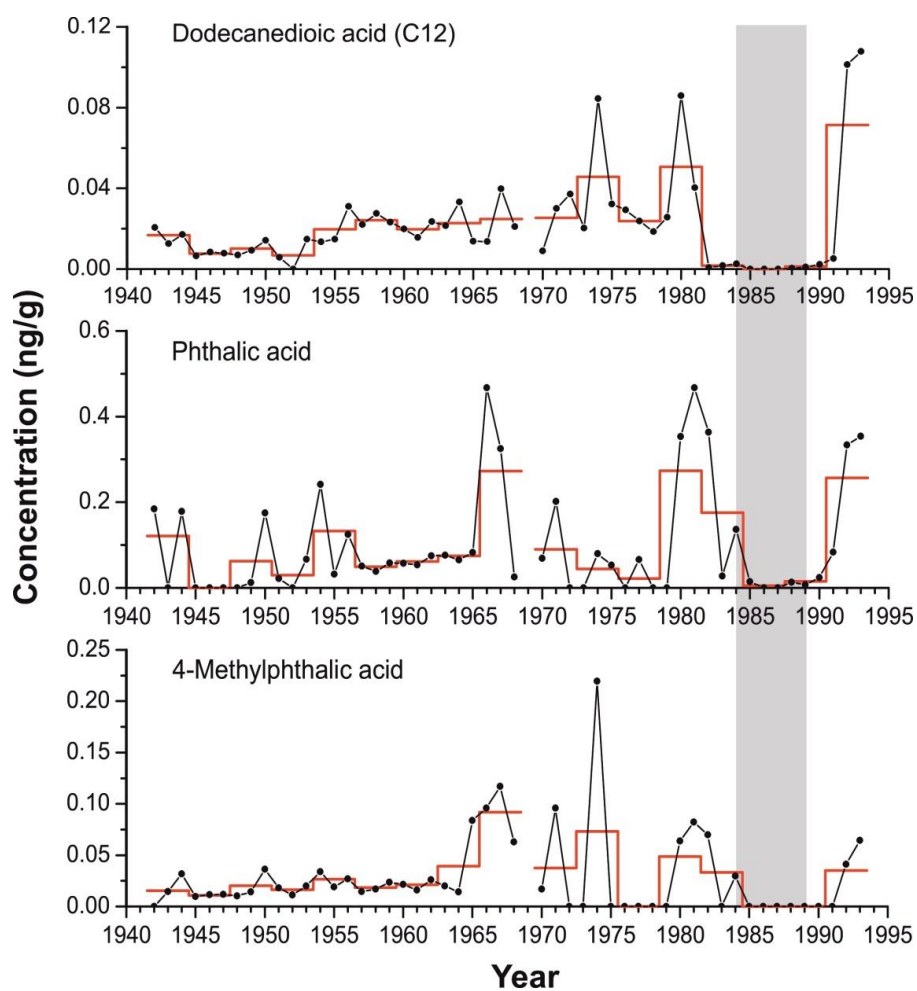 Concentration (ng/g)
Dodecanedioic acid (C12)
0.12
0.08
0.04
0.00
1940 1945 1950 1955 1960 1965 1970 1975 1980 1985 1990 1995
Phthalic acid
0.6
0.4
0.2
0.0
1940 1945 1950 1955 1960 1965 1970 1975 1980 1985 1990 1995
4-Methylphthalic acid
0.25
0.20
0.15
0.10
0.05
0.00
1940 1945 1950 1955 1960 1965 1970 1975 1980 1985 1990 1995
Year